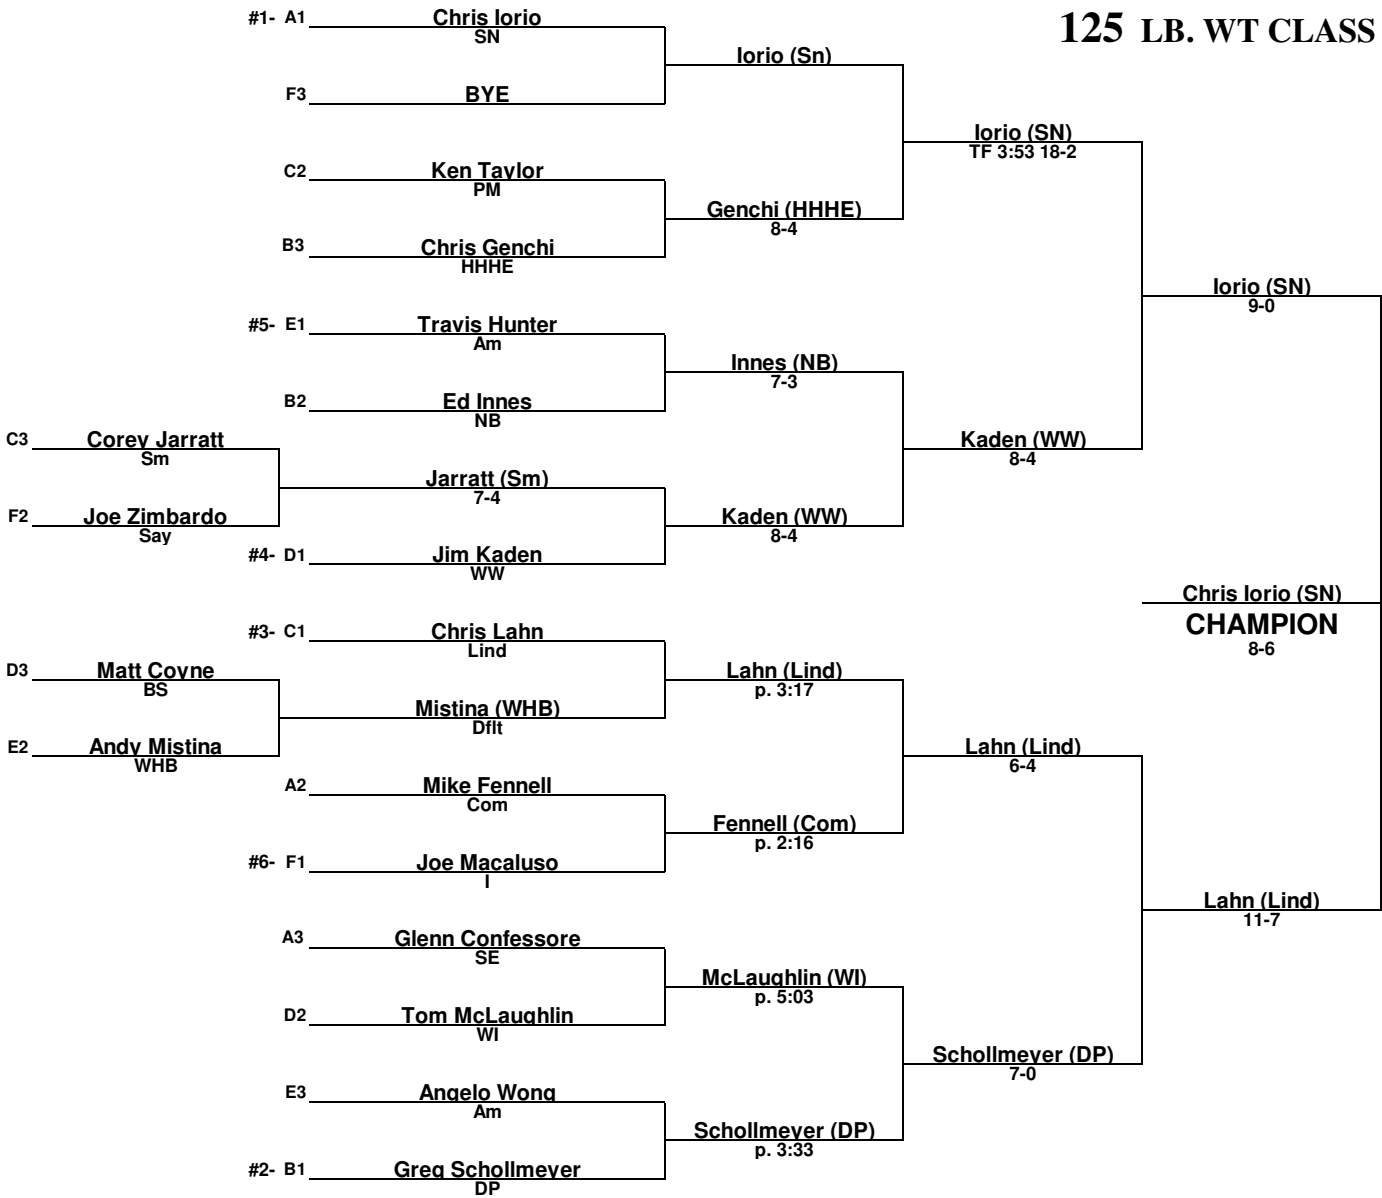 125 LB. WT CLASS
#1- A1 Chris Iorio
SN
Iorio (Sn)
F3 BYE
Iorio (SN)
TF 3:53 18-2
C2 Ken Taylor
PM
Genchi (HHHE)
8-4
B3 Chris Genchi
HHHE
Iorio (SN)
9-0
#5- E1 Travis Hunter
Am
Innes (NB)
7-3
B2 Ed Innes
NB
C3 Corey Jarratt
Sm
Kaden (WW)
8-4
Jarratt (Sm)
7-4
F2 Joe Zimbardo
Say
Kaden (WW)
8-4
#4- D1 Jim Kaden
WW
Chris Iorio (SN)
CHAMPION
8-6
#3- C1 Chris Lahn
Lind
D3 Matt Coyne
BS
Lahn (Lind)
p. 3:17
Mistina (WHB)
Dflt
E2 Andy Mistina
WHB
Lahn (Lind)
6-4
A2 Mike Fennell
Com
Fennell (Com)
p. 2:16
#6- F1 Joe Macaluso
I
Lahn (Lind)
11-7
A3 Glenn Confessore
SE
McLaughlin (WI)
p. 5:03
D2 Tom McLaughlin
WI
Schollmeyer (DP)
7-0
E3 Angelo Wong
Am
Schollmeyer (DP)
p. 3:33
#2- B1 Greg Schollmeyer
DP